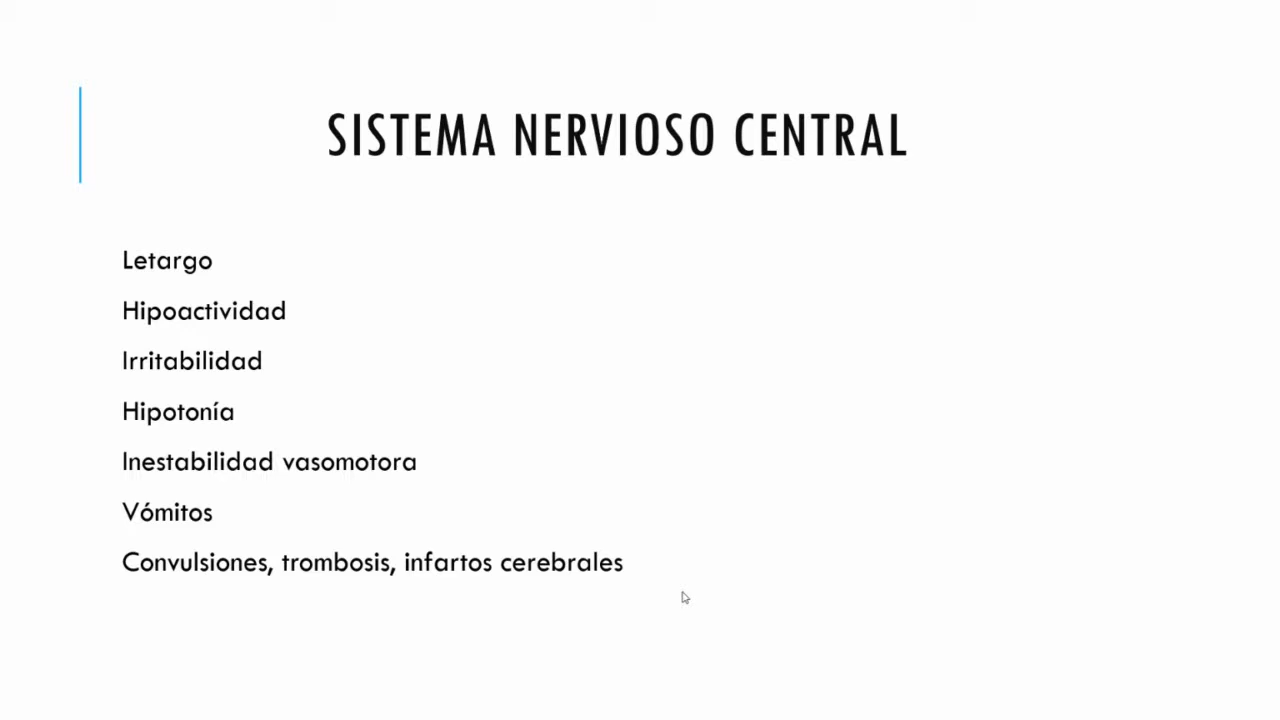 SISTEMA NERVIOSO CENTRAL
Letargo
Hipoactividad
Irritabilidad
Hipotonía
Inestabilidad vasomotora
Vómitos
Convulsiones, trombosis, infartos cerebrales